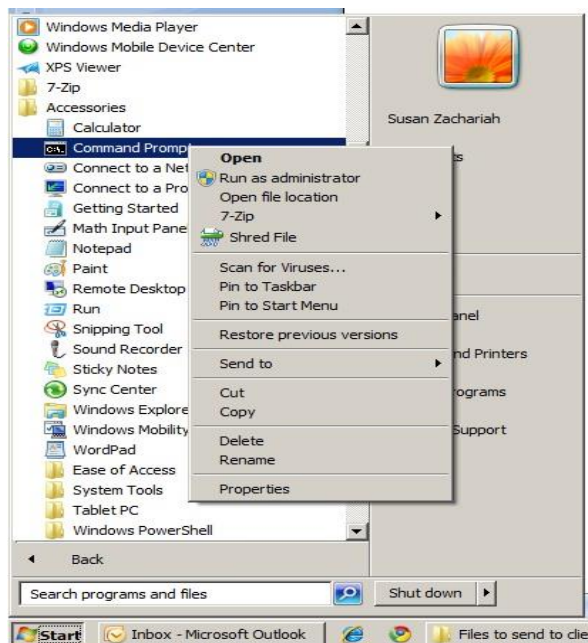 Windows Media Player
Windows Mobile Device Center
XPS Viewer
7-Zip
Accessories
Calculator
Command Promp
Connect to a Net
Connect to a Pro
Getting Started
Math Input Pane
Notepad
Paint
Remote Desktop
Run
Snipping Tool
Sound Recorder
Sticky Notes
Sync Center
Windows Explore
Windows Mobility
WordPad
Ease of Access
System Tools
Tablet PC
Windows PowerShell
Back
Search programs and files
Open
Run as administrator
Open file location
7-Zip
Shred File
Scan for Viruses...
Pin to Taskbar
Pin to Start Menu
Restore previous versions
Send to
Cut
Copy
Delete
Rename
Properties
Susan Zachariah
ts
anel
nd Printers
ograms
Support
Shut down
Start
Inbox - Microsoft Outlook
Files to send to clie